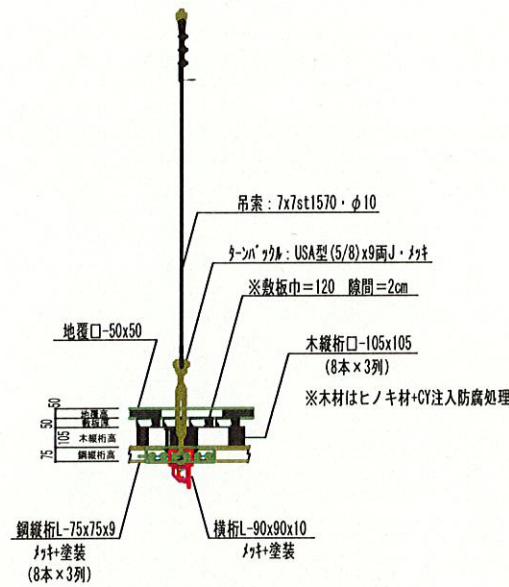 吊索：7x7st1570・φ10
ターンバックル：USA型(5/8)x9両J・メッキ
※敷板巾＝120　隙間＝2cm
地覆口-50x50
木縦桁口-105x105
(8本×3列)
※木材はヒノキ材+CY注入防腐処理
50
地覆高
50
敷板厚
105
木縦桁高
75
鋼縦桁高
鋼縦桁L-75x75x9
メッキ+塗装
(8本×3列)
横桁L-90x90x10
メッキ+塗装